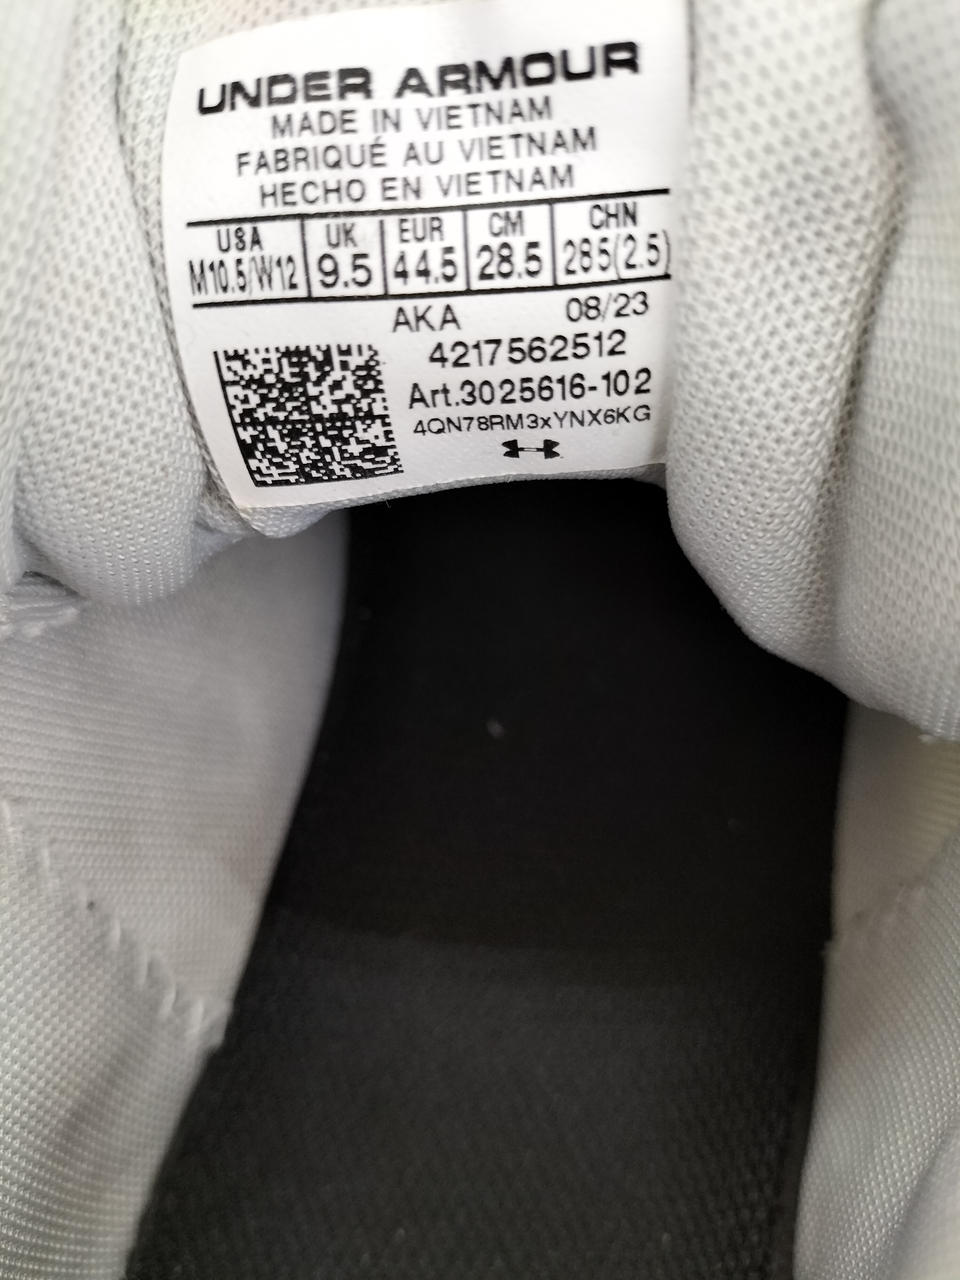 UNDER ARMOUR
MADE IN VIETNAM
FABRIQUÉ AU VIETNAM
HECHO EN VIETNAM
USA UK EUR CM CHN
M10.5/W12 9.5 44.5 28.5 285(2.5)
AKA 08/23
4217562512
Art.3025616-102
4QN78RM3xYNX6KG